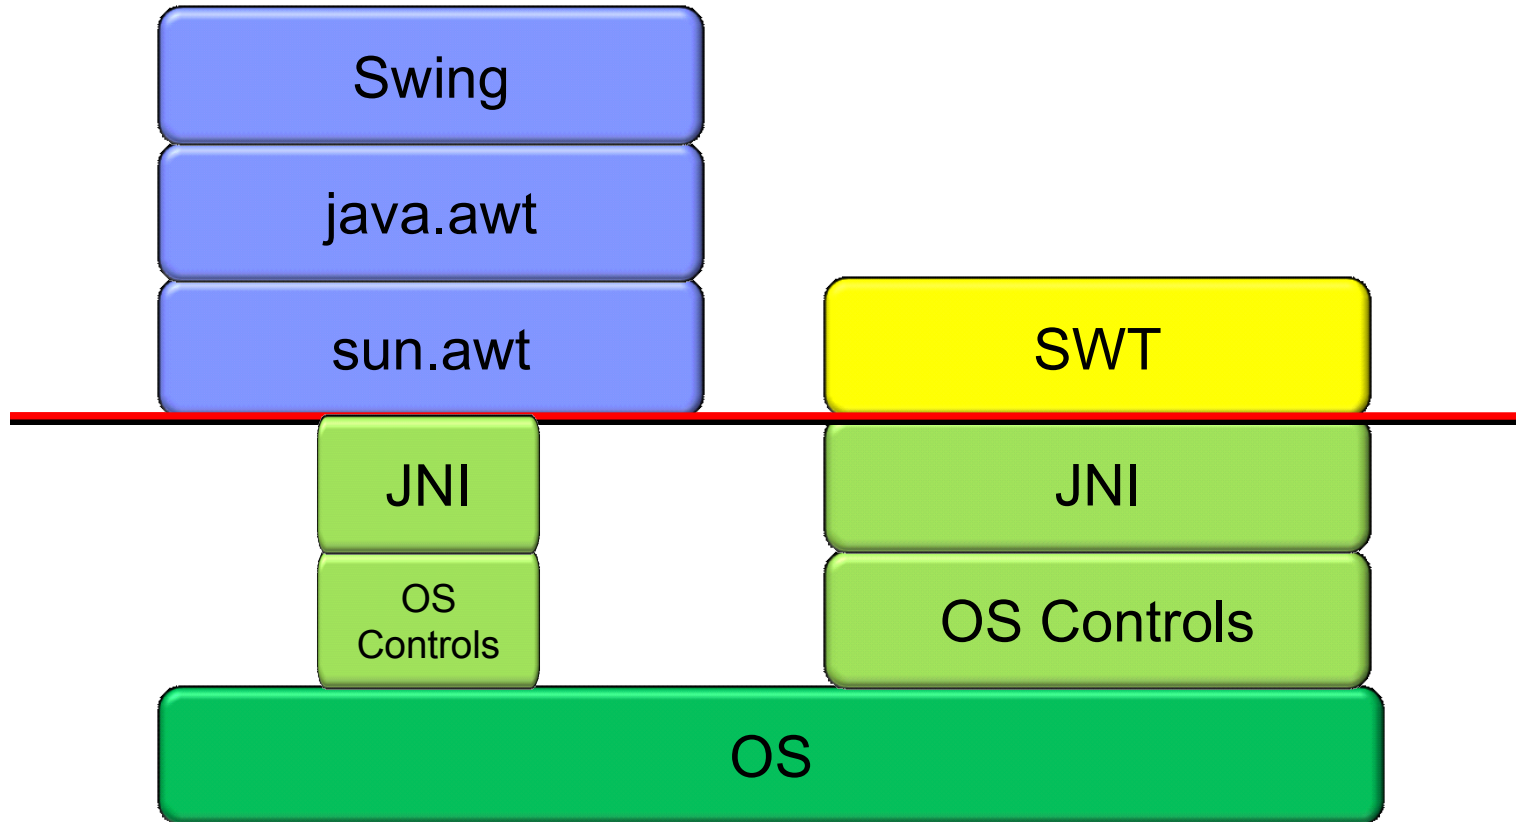 Swing
java.awt
sun.awt
SWT
JNI
JNI
OS
Controls
OS Controls
OS